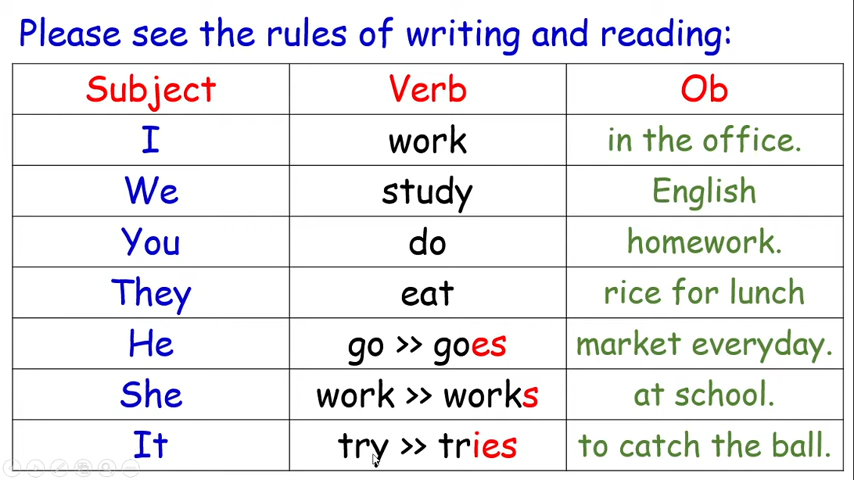 Please see the rules of writing and reading:
Subject Verb Ob
I work in the office.
We study English
You do homework.
They eat rice for lunch
He go >> goes market everyday.
She work >> works at school.
It try >> tries to catch the ball.